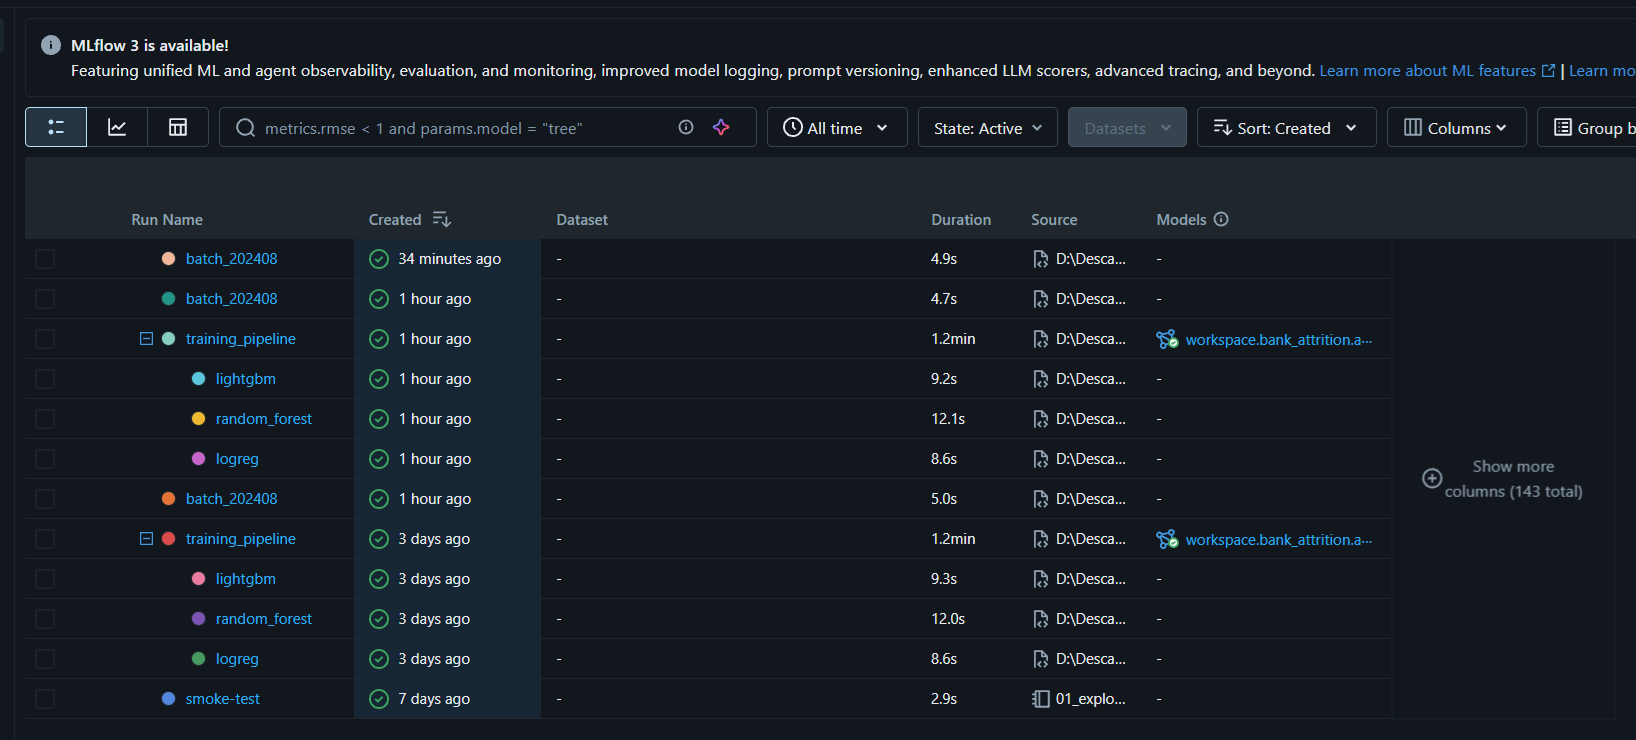 MLflow 3 is available!
Featuring unified ML and agent observability, evaluation, and monitoring, improved model logging, prompt versioning, enhanced LLM scorers, advanced tracing, and beyond. Learn more about ML features | Learn mo
metrics.rmse < 1 and params.model = "tree" All time State: Active Datasets Sort: Created Columns Group b
Run Name Created Dataset Duration Source Models
batch_202408 34 minutes ago - 4.9s D:\Desca... -
batch_202408 1 hour ago - 4.7s D:\Desca... -
training_pipeline 1 hour ago - 1.2min D:\Desca... workspace.bank_attrition.a...
lightgbm 1 hour ago - 9.2s D:\Desca... -
random_forest 1 hour ago - 12.1s D:\Desca... -
logreg 1 hour ago - 8.6s D:\Desca... -
batch_202408 1 hour ago - 5.0s D:\Desca... -
training_pipeline 3 days ago - 1.2min D:\Desca... workspace.bank_attrition.a...
lightgbm 3 days ago - 9.3s D:\Desca... -
random_forest 3 days ago - 12.0s D:\Desca... -
logreg 3 days ago - 8.6s D:\Desca... -
smoke-test 7 days ago - 2.9s 01_explo... -
Show more
columns (143 total)